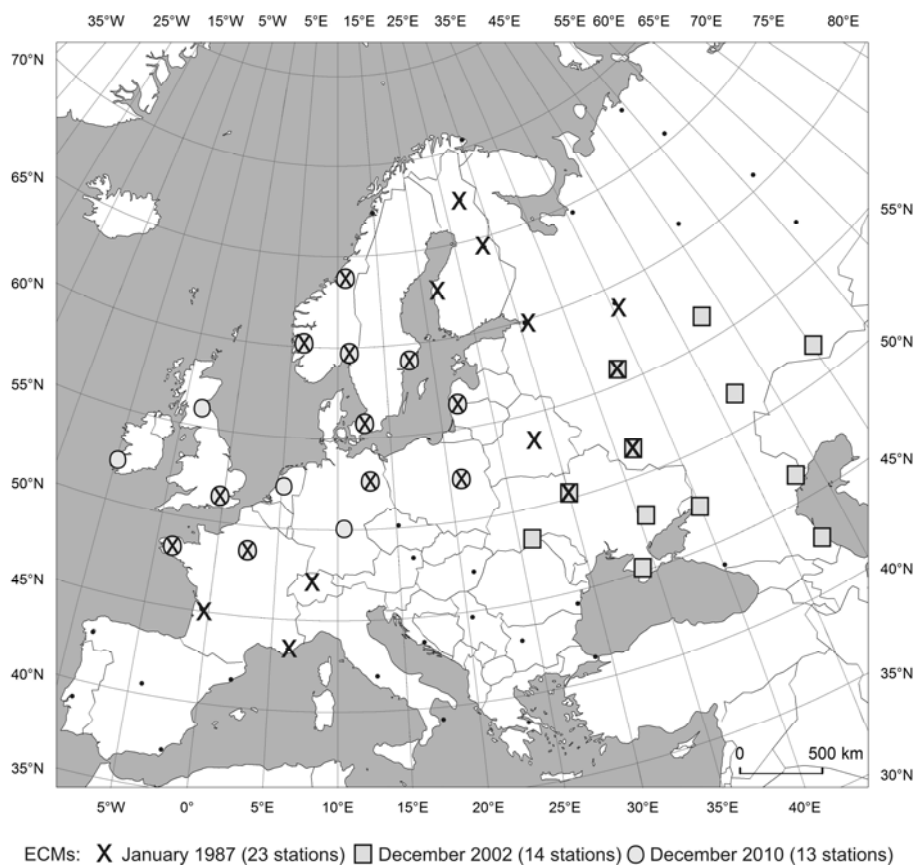 35°W 25°W 15°W 5°W 5°E 15°E 25°E 35°E 45°E 55°E 60°E 65°E 70°E 75°E 80°E
70°N
65°N
55°N
60°N
50°N
55°N
45°N
50°N
45°N
40°N
40°N
35°N
35°N
0 500 km
30°N
5°W 0° 5°E 10°E 15°E 20°E 25°E 30°E 35°E 40°E
ECMs: X January 1987 (23 stations) December 2002 (14 stations) December 2010 (13 stations)